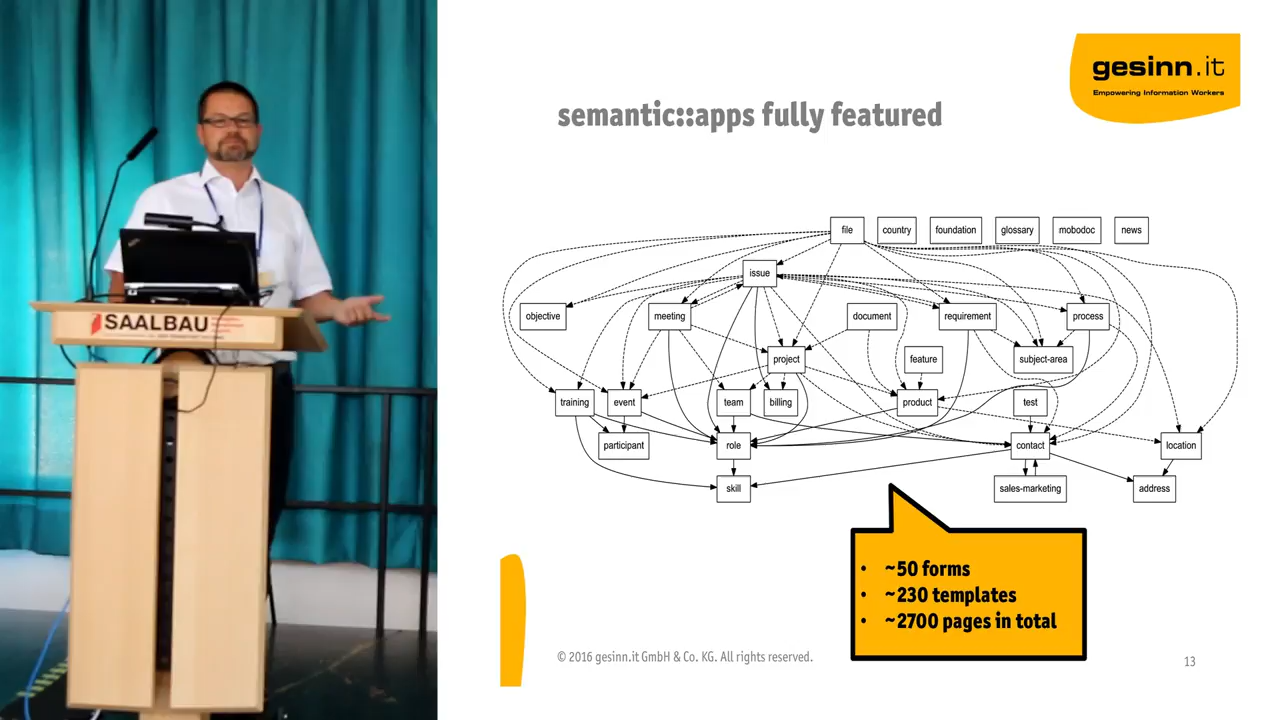 gesinn.it
Empowering Information Workers
semantic::apps fully featured
file
country
foundation
glossary
mobodoc
news
issue
objective
meeting
document
requirement
process
project
feature
subject-area
training
event
team
billing
product
test
participant
role
contact
location
skill
sales-marketing
address
• ~50 forms
• ~230 templates
• ~2700 pages in total
© 2016 gesinn.it GmbH & Co. KG. All rights reserved.
13
SAALBAU